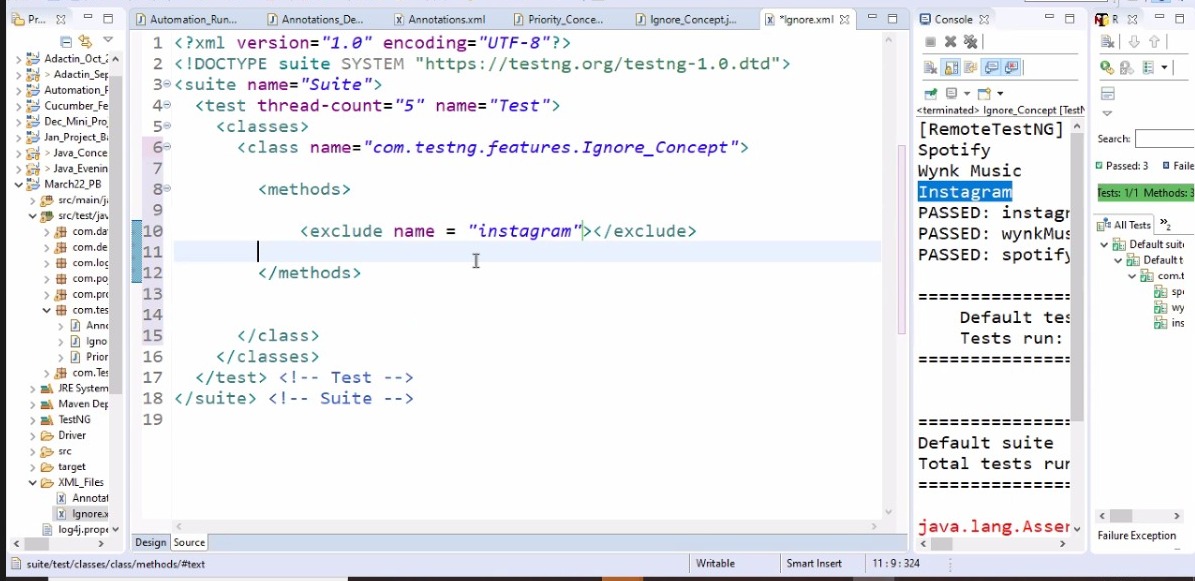 Pr...
Adactin_Oct_2
> Adactin_Sep
Automation_F
Cucumber_Fe
Dec_Mini_Pro
Jan_Project_Ba
> Java_Conce
> Java_Evenin
March22_PB
src/main/ja
src/test/jav
com.da
com.de
com.log
com.po
com.pro
com.tes
Anno
Igno
Prior
com.Tes
JRE System
Maven Dep
TestNG
Driver
src
target
XML_Files
Annotat
Ignore.x
log4j.prope
Automation_Run...
Annotations_De...
Annotations.xml
Priority_Conce...
Ignore_Concept.j...
*Ignore.xml
1 <?xml version="1.0" encoding="UTF-8"?>
2 <!DOCTYPE suite SYSTEM "https://testng.org/testng-1.0.dtd">
3 <suite name="Suite">
4 <test thread-count="5" name="Test">
5 <classes>
6 <class name="com.testng.features.Ignore_Concept">
7
8 <methods>
9
10 <exclude name = "instagram"></exclude>
11
12 </methods>
13
14
15 </class>
16 </classes>
17 </test> <!-- Test -->
18 </suite> <!-- Suite -->
19
Design Source
Console
<terminated> Ignore_Concept [TestN
[RemoteTestNG]
Spotify
Wynk Music
Instagram
PASSED: instagr
PASSED: wynkMus
PASSED: spotify
===============
Default tes
Tests run:
===============
===============
Default suite
Total tests run
===============
java.lang.Asser
R
Search:
Passed: 3 Faile
Tests: 1/1 Methods: 3
All Tests »2
Default suit
Default t
com.t
spo
wy
ins
Failure Exception
suite/test/classes/class/methods/#text
Writable
Smart Insert
11 : 9 : 324